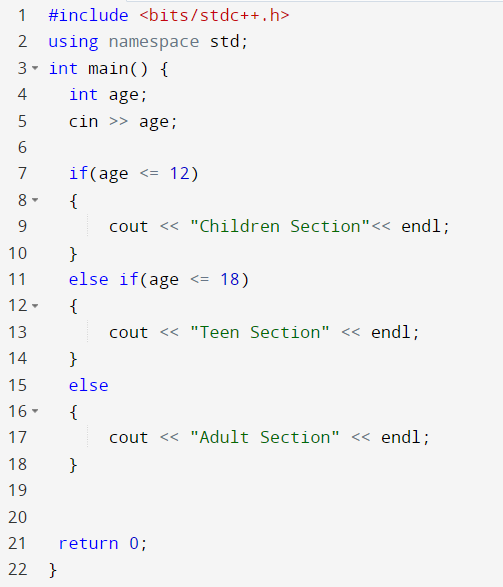 1 #include <bits/stdc++.h>
2 using namespace std;
3 int main() {
4 int age;
5 cin >> age;
6
7 if(age <= 12)
8 {
9 cout << "Children Section"<< endl;
10 }
11 else if(age <= 18)
12 {
13 cout << "Teen Section" << endl;
14 }
15 else
16 {
17 cout << "Adult Section" << endl;
18 }
19
20
21 return 0;
22 }